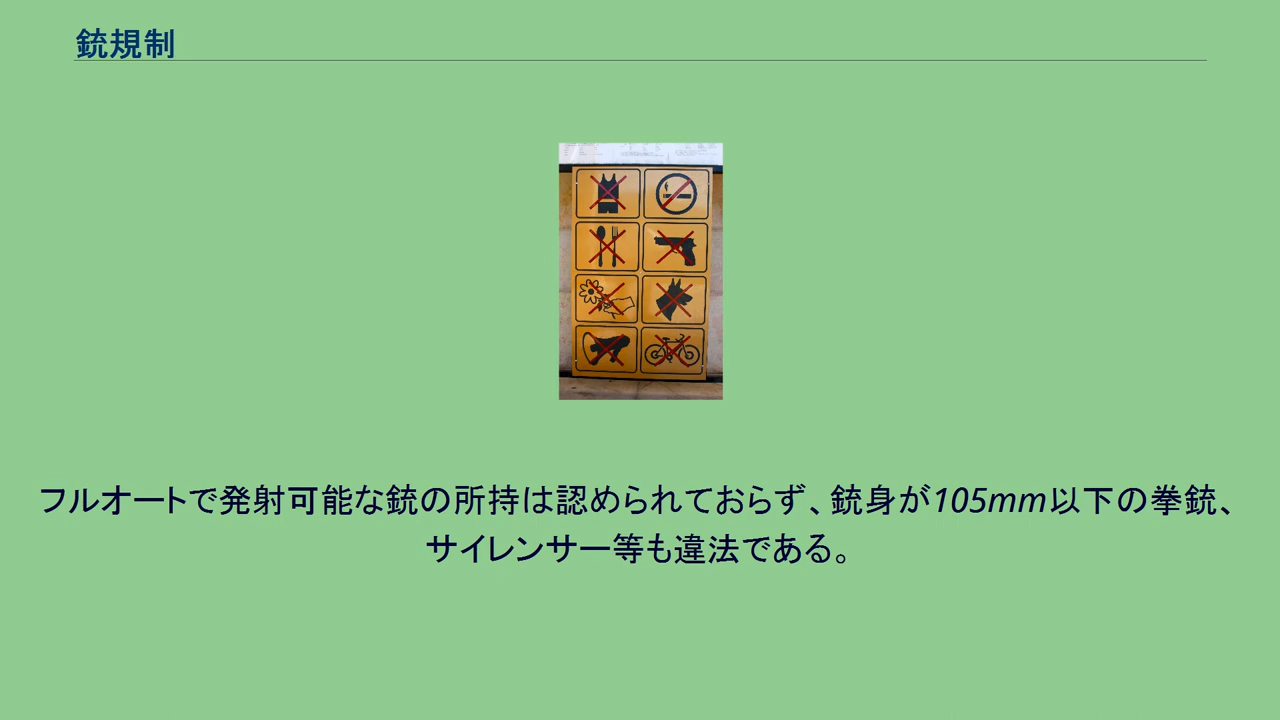 銃規制
フルオートで発射可能な銃の所持は認められておらず、銃身が105mm以下の拳銃、
サイレンサー等も違法である。